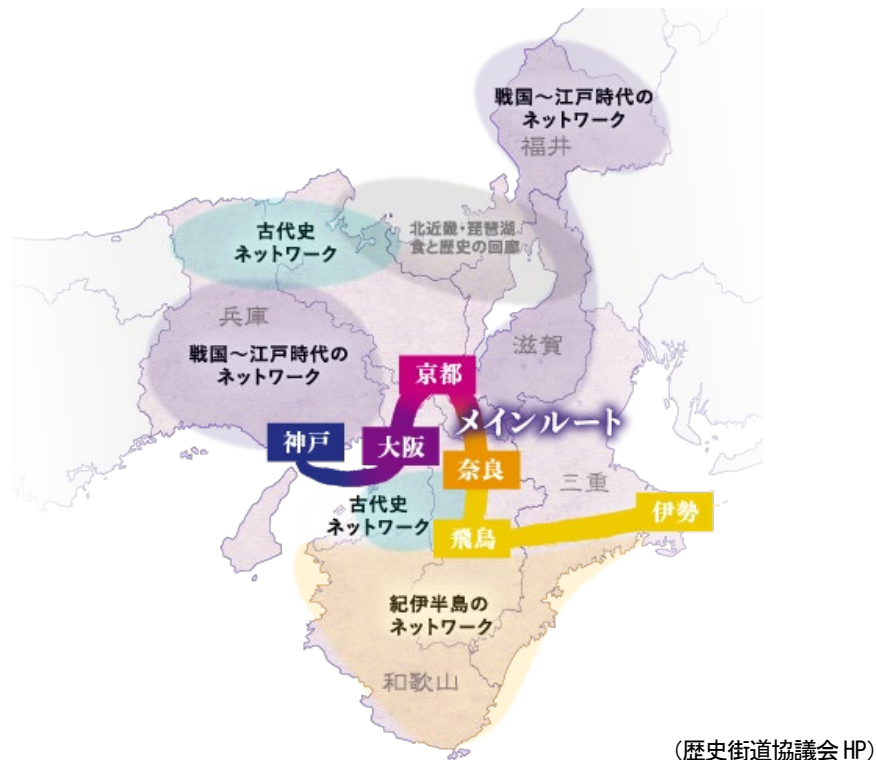 戦国～江戸時代の
ネットワーク
福井
古代史
ネットワーク
北近畿・琵琶湖
食と歴史の回廊
兵庫
戦国～江戸時代の
ネットワーク
滋賀
京都
メインルート
神戸
大阪
奈良
三重
古代史
ネットワーク
飛鳥
伊勢
紀伊半島の
ネットワーク
和歌山
（歴史街道協議会 HP）